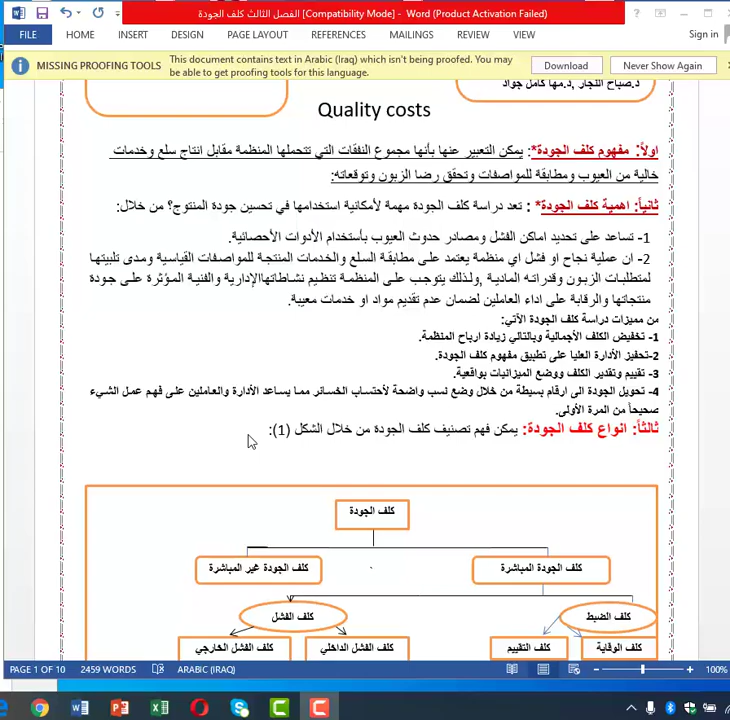 الفصل الثالث كلف الجودة [Compatibility Mode] - Word (Product Activation Failed)
FILE HOME INSERT DESIGN PAGE LAYOUT REFERENCES MAILINGS REVIEW VIEW Sign in
MISSING PROOFING TOOLS This document contains text in Arabic (Iraq) which isn't being proofed. You may be able to get proofing tools for this language. Download Never Show Again
د.صباح النجار ,د.مها كامل جواد
Quality costs
اولاً: مفهوم كلف الجودة*: يمكن التعبير عنها بأنها مجموع النفقات التي تتحملها المنظمة مقابل انتاج سلع وخدمات
خالية من العيوب ومطابقة للمواصفات وتحقق رضا الزبون وتوقعاته:
ثانياً: اهمية كلف الجودة* : تعد دراسة كلف الجودة مهمة لأمكانية استخدامها في تحسين جودة المنتوج؟ من خلال:
1- تساعد على تحديد اماكن الفشل ومصادر حدوث العيوب بأستخدام الأدوات الأحصائية.
2- ان عملية نجاح او فشل اي منظمة يعتمد على مطابقة السلع والخدمات المنتجة للمواصفات القياسية ومدى تلبيتها
لمتطلبات الزبون وقدراته المادية ,ولذلك يتوجب على المنظمة تنظيم نشاطاتهاالإدارية والفنية المؤثرة على جودة
منتجاتها والرقابة على اداء العاملين لضمان عدم تقديم مواد او خدمات معيبة.
من مميزات دراسة كلف الجودة الآتي:
1- تخفيض الكلف الأجمالية وبالتالي زيادة ارباح المنظمة.
2-تحفيز الأدارة العليا على تطبيق مفهوم كلف الجودة.
3- تقييم وتقدير الكلف ووضع الميزانيات بواقعية.
4- تحويل الجودة الى ارقام بسيطة من خلال وضع نسب واضحة لأحتساب الخسائر مما يساعد الأدارة والعاملين على فهم عمل الشيء
صحيحاً من المرة الأولى.
ثالثاً: انواع كلف الجودة: يمكن فهم تصنيف كلف الجودة من خلال الشكل (1):
كلف الجودة
كلف الجودة المباشرة
كلف الجودة غير المباشرة
كلف الضبط
كلف الفشل
كلف الوقاية
كلف التقييم
كلف الفشل الداخلي
كلف الفشل الخارجي
PAGE 1 OF 10 2459 WORDS ARABIC (IRAQ) 100%